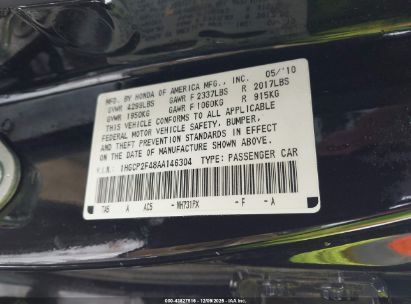 MFD. BY HONDA OF AMERICA MFG., INC. 05/'10
GVWR 4299LBS GAWR F 2337LBS R 2017LBS
GVWR 1950KG GAWR F 1060KG R 915KG
THIS VEHICLE CONFORMS TO ALL APPLICABLE
FEDERAL MOTOR VEHICLE SAFETY, BUMPER,
AND THEFT PREVENTION STANDARDS IN EFFECT
ON THE DATE OF MANUFACTURE SHOWN ABOVE.
V.I.N.: 1HGCP2F48AA146304 TYPE: PASSENGER CAR
TA5 A AC5 - NH731PX - F - A